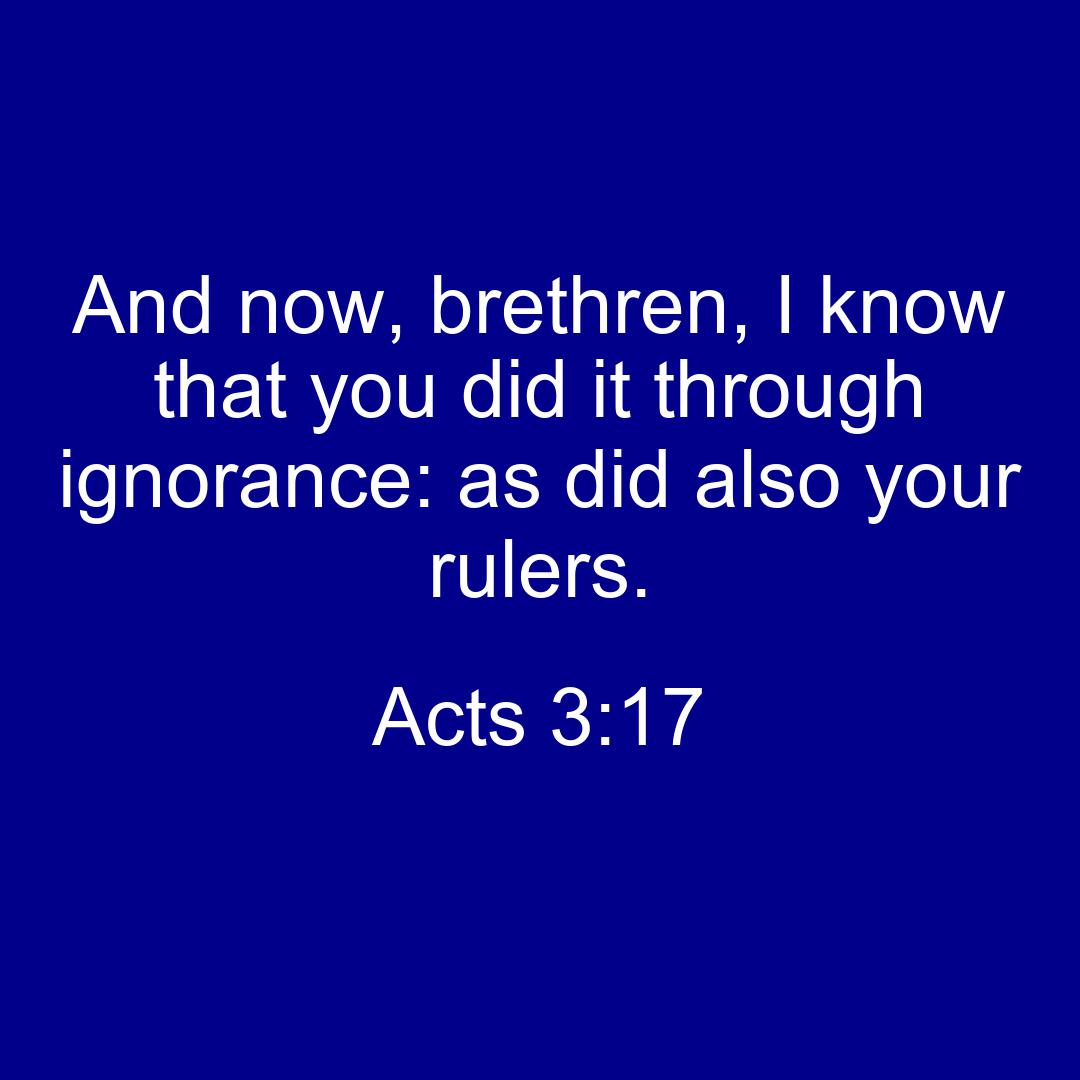 And now, brethren, I know
that you did it through
ignorance: as did also your
rulers.
Acts 3:17